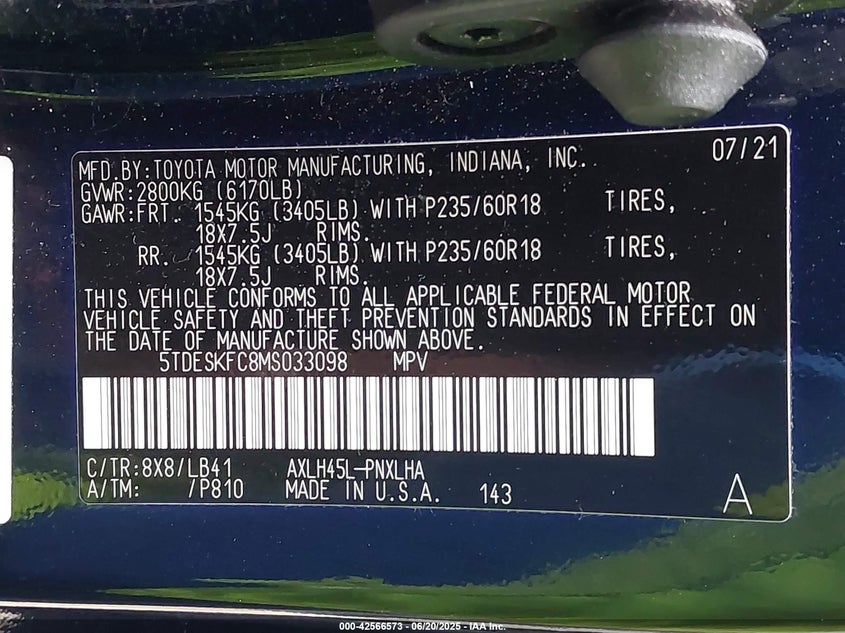 MFD.BY:TOYOTA MOTOR MANUFACTURING, INDIANA, INC. 07/21
GVWR:2800KG (6170LB)
GAWR:FRT. 1545KG (3405LB) WITH P235/60R18 TIRES,
18X7.5J RIMS.
RR. 1545KG (3405LB) WITH P235/60R18 TIRES,
18X7.5J RIMS.
THIS VEHICLE CONFORMS TO ALL APPLICABLE FEDERAL MOTOR
VEHICLE SAFETY AND THEFT PREVENTION STANDARDS IN EFFECT ON
THE DATE OF MANUFACTURE SHOWN ABOVE.
5TDESKFC8MS033098 MPV
C/TR:8X8/LB41 AXLH45L-PNXLHA
A/TM: /P810 MADE IN U.S.A. 143 A
000-42566573 - 06/20/2025 - IAA Inc.